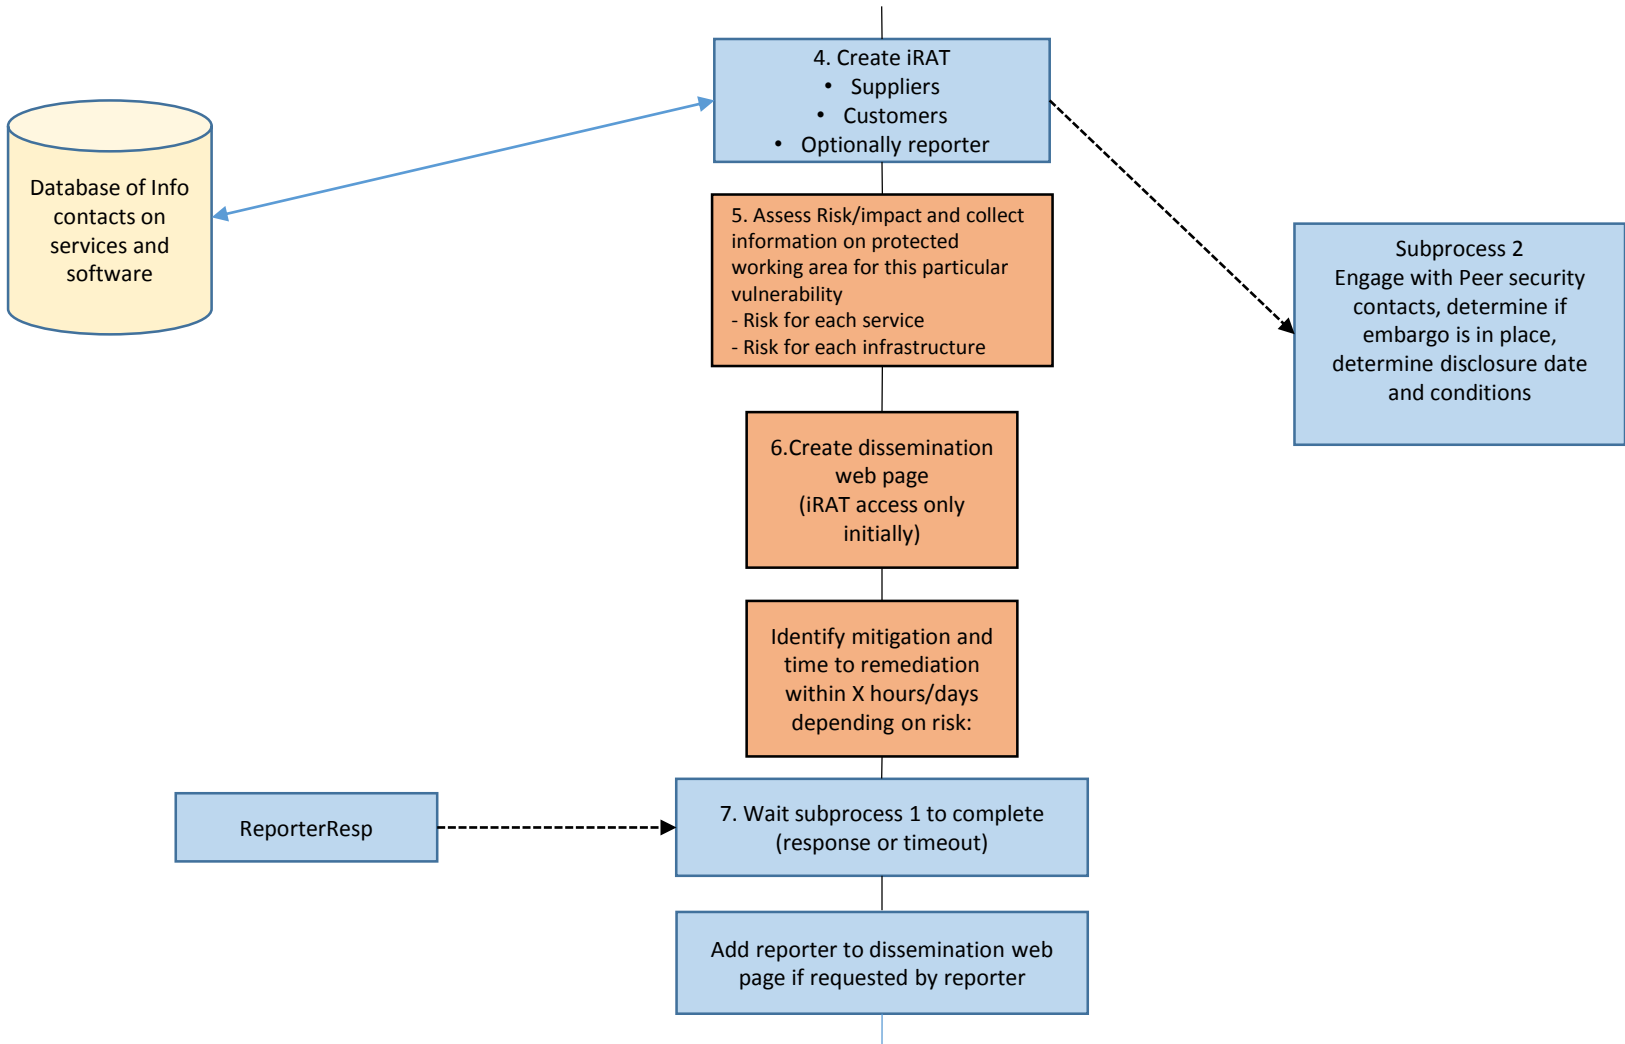 4. Create iRAT
• Suppliers
• Customers
• Optionally reporter
Database of Info
contacts on
services and
software
5. Assess Risk/impact and collect
information on protected
working area for this particular
vulnerability
- Risk for each service
- Risk for each infrastructure
Subprocess 2
Engage with Peer security
contacts, determine if
embargo is in place,
determine disclosure date
and conditions
6.Create dissemination
web page
(iRAT access only
initially)
Identify mitigation and
time to remediation
within X hours/days
depending on risk:
ReporterResp
7. Wait subprocess 1 to complete
(response or timeout)
Add reporter to dissemination web
page if requested by reporter